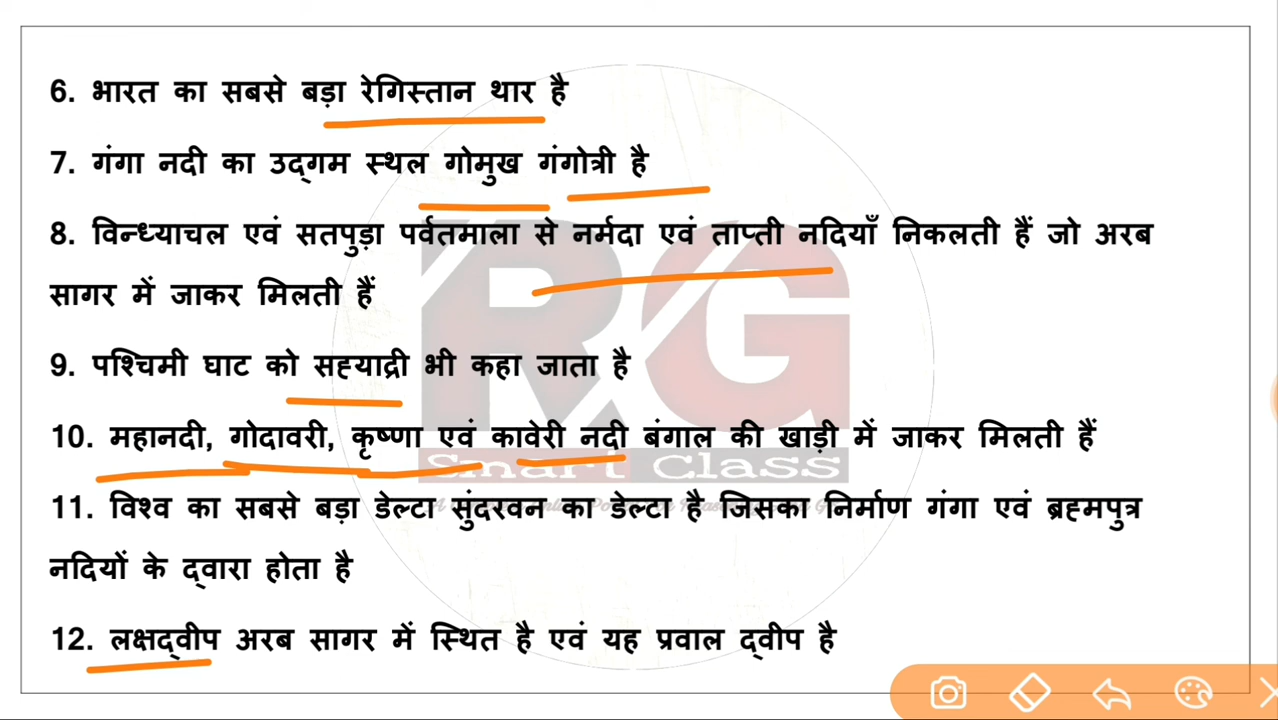 6. भारत का सबसे बड़ा रेगिस्तान थार है
7. गंगा नदी का उद्गम स्थल गोमुख गंगोत्री है
8. विन्ध्याचल एवं सतपुड़ा पर्वतमाला से नर्मदा एवं ताप्ती नदियाँ निकलती हैं जो अरब
सागर में जाकर मिलती हैं
9. पश्चिमी घाट को सह्याद्री भी कहा जाता है
10. महानदी, गोदावरी, कृष्णा एवं कावेरी नदी बंगाल की खाड़ी में जाकर मिलती हैं
RG
Smart Class
11. विश्व का सबसे बड़ा डेल्टा सुंदरवन का डेल्टा है जिसका निर्माण गंगा एवं ब्रह्मपुत्र
नदियों के द्वारा होता है
12. लक्षद्वीप अरब सागर में स्थित है एवं यह प्रवाल द्वीप है